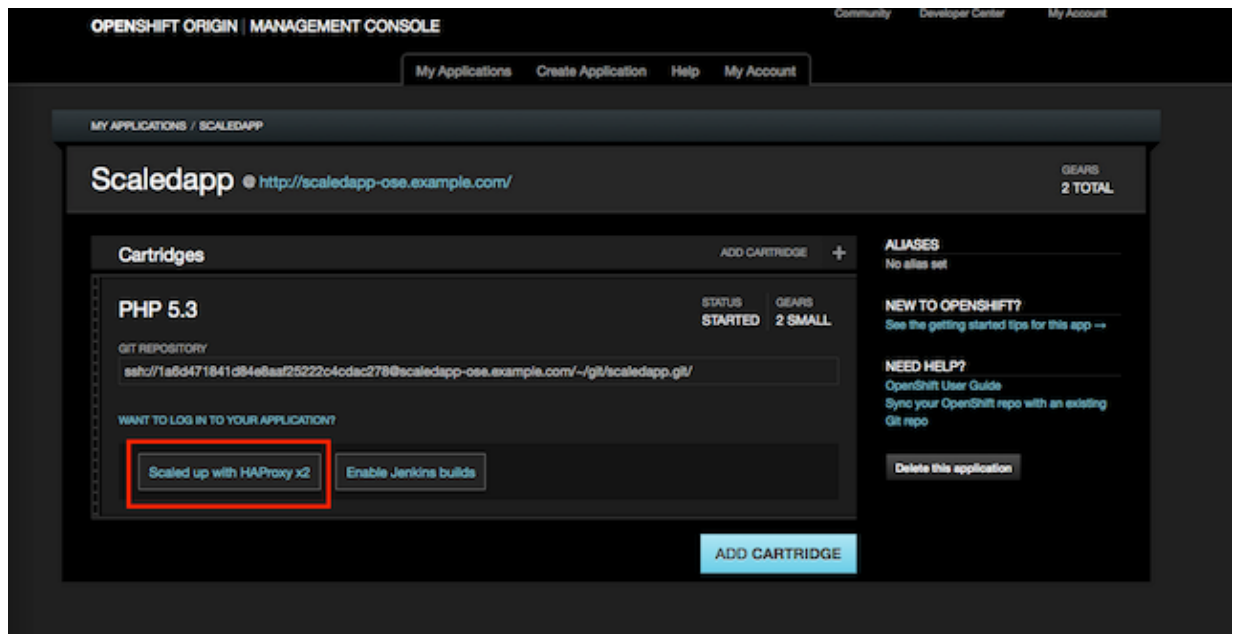 Community Developer Center My Account
OPENSHIFT ORIGIN | MANAGEMENT CONSOLE
My Applications Create Application Help My Account
MY APPLICATIONS / SCALEDAPP
Scaledapp @ http://scaledapp-ose.example.com/
GEARS
2 TOTAL
Cartridges
ADD CARTRIDGE +
PHP 5.3
STATUS GEARS
STARTED 2 SMALL
GIT REPOSITORY
ssh://1a6d471841d84e8aaf25222c4cdac278@scaledapp-ose.example.com/~/git/scaledapp.git/
WANT TO LOG IN TO YOUR APPLICATION?
Scaled up with HAProxy x2 Enable Jenkins builds
ADD CARTRIDGE
ALIASES
No alias set
NEW TO OPENSHIFT?
See the getting started tips for this app →
NEED HELP?
OpenShift User Guide
Sync your OpenShift repo with an existing
Git repo
Delete this application